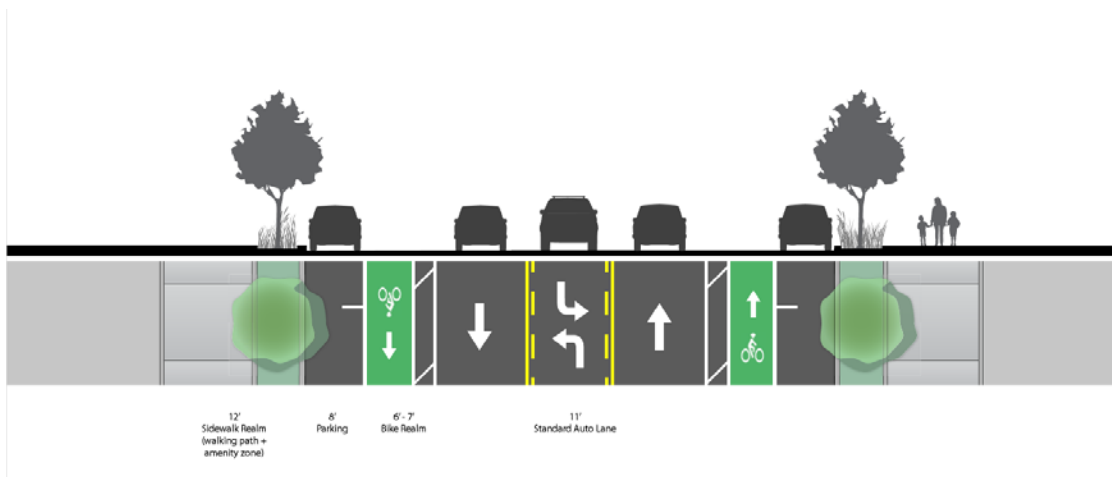 12'
Sidewalk Realm
(walking path +
amenity zone)
8'
Parking
6'- 7'
Bike Realm
11'
Standard Auto Lane